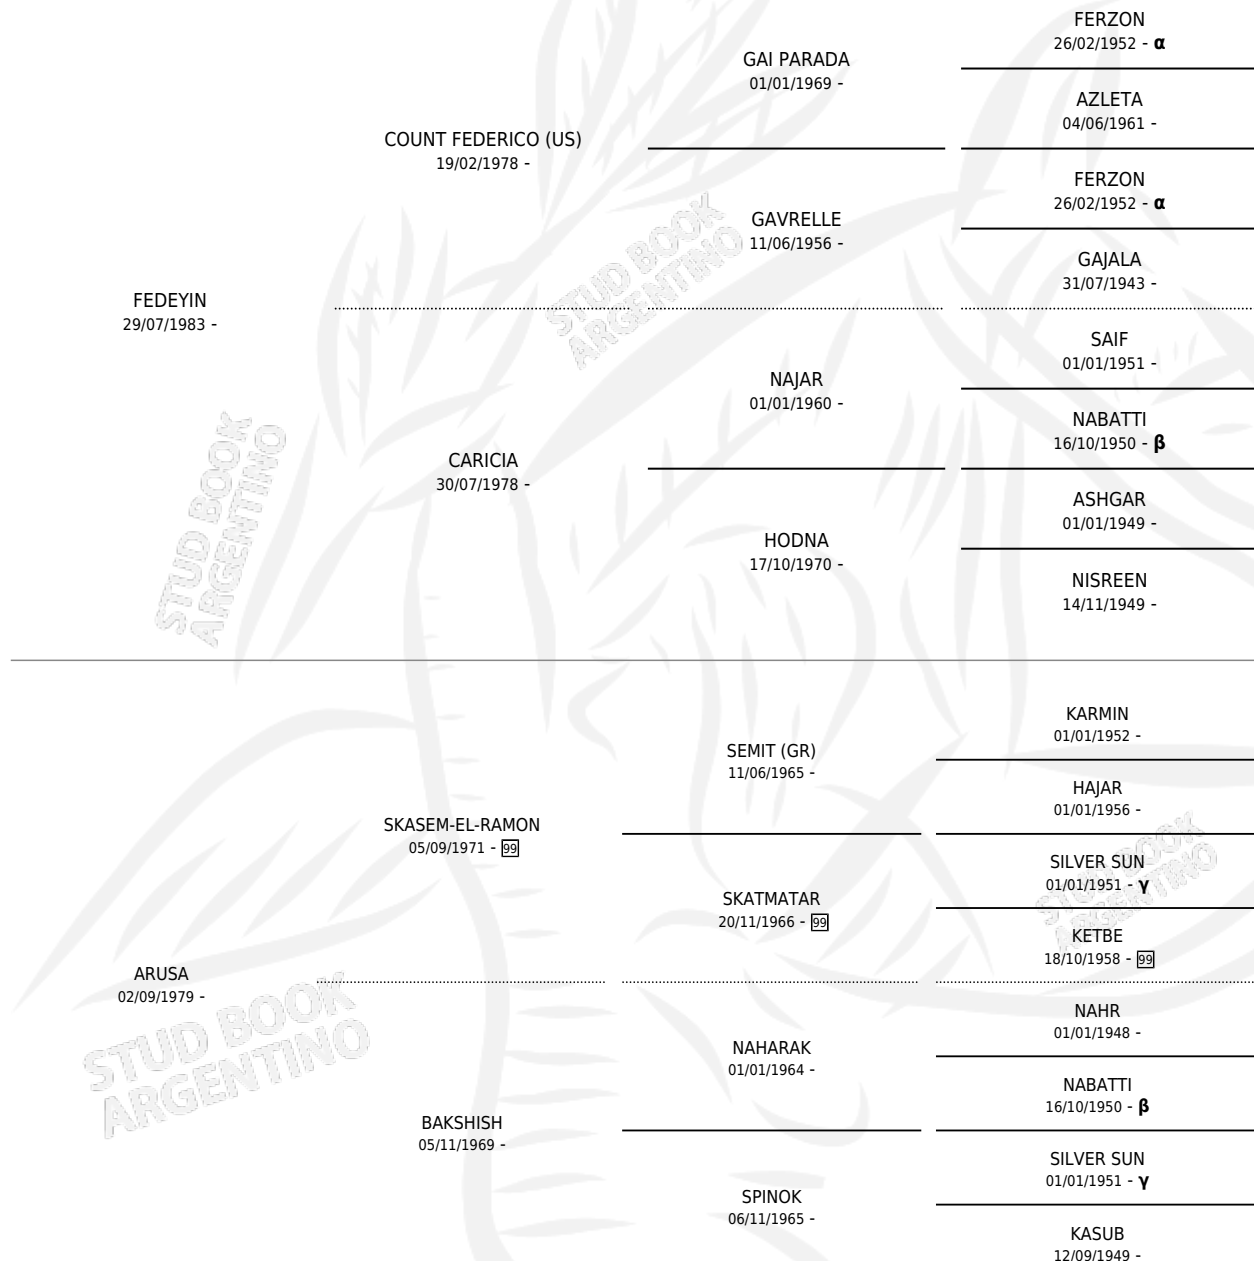 FERZON
26/02/1952 - α
GAI PARADA
01/01/1969 -
AZLETA
04/06/1961 -
COUNT FEDERICO (US)
19/02/1978 -
FERZON
26/02/1952 - α
GAVRELLE
11/06/1956 -
GAJALA
31/07/1943 -
FEDEYIN
29/07/1983 -
SAIF
01/01/1951 -
NAJAR
01/01/1960 -
NABATTI
16/10/1950 - β
CARICIA
30/07/1978 -
ASHGAR
01/01/1949 -
HODNA
17/10/1970 -
NISREEN
14/11/1949 -
KARMIN
01/01/1952 -
SEMIT (GR)
11/06/1965 -
HAJAR
01/01/1956 -
SKASEM-EL-RAMON
05/09/1971 - 99
SILVER SUN
01/01/1951 - γ
SKATMATAR
20/11/1966 - 99
KETBE
18/10/1958 - 99
ARUSA
02/09/1979 -
NAHR
01/01/1948 -
NAHARAK
01/01/1964 -
NABATTI
16/10/1950 - β
BAKSHISH
05/11/1969 -
SILVER SUN
01/01/1951 - γ
SPINOK
06/11/1965 -
KASUB
12/09/1949 -
STUD BOOK
ARGENTINO
STUD BOOK
ARGENTINO
STUD BOOK
ARGENTINO
STUD BOOK
ARGENTINO